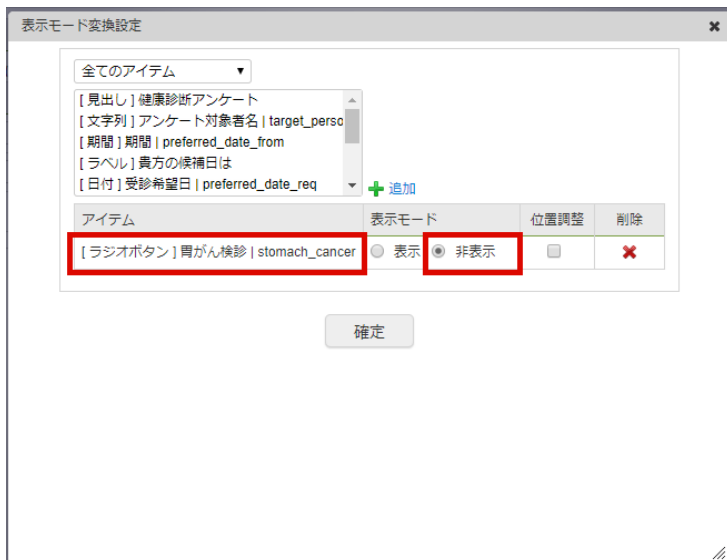 表示モード変換設定
全てのアイテム
[ 見出し ] 健康診断アンケート
[ 文字列 ] アンケート対象者名 | target_perso
[ 期間 ] 期間 | preferred_date_from
[ ラベル ] 貴方の候補日は
[ 日付 ] 受診希望日 | preferred_date_req
追加
アイテム 表示モード 位置調整 削除
[ ラジオボタン ] 胃がん検診 | stomach_cancer 表示 非表示
確定